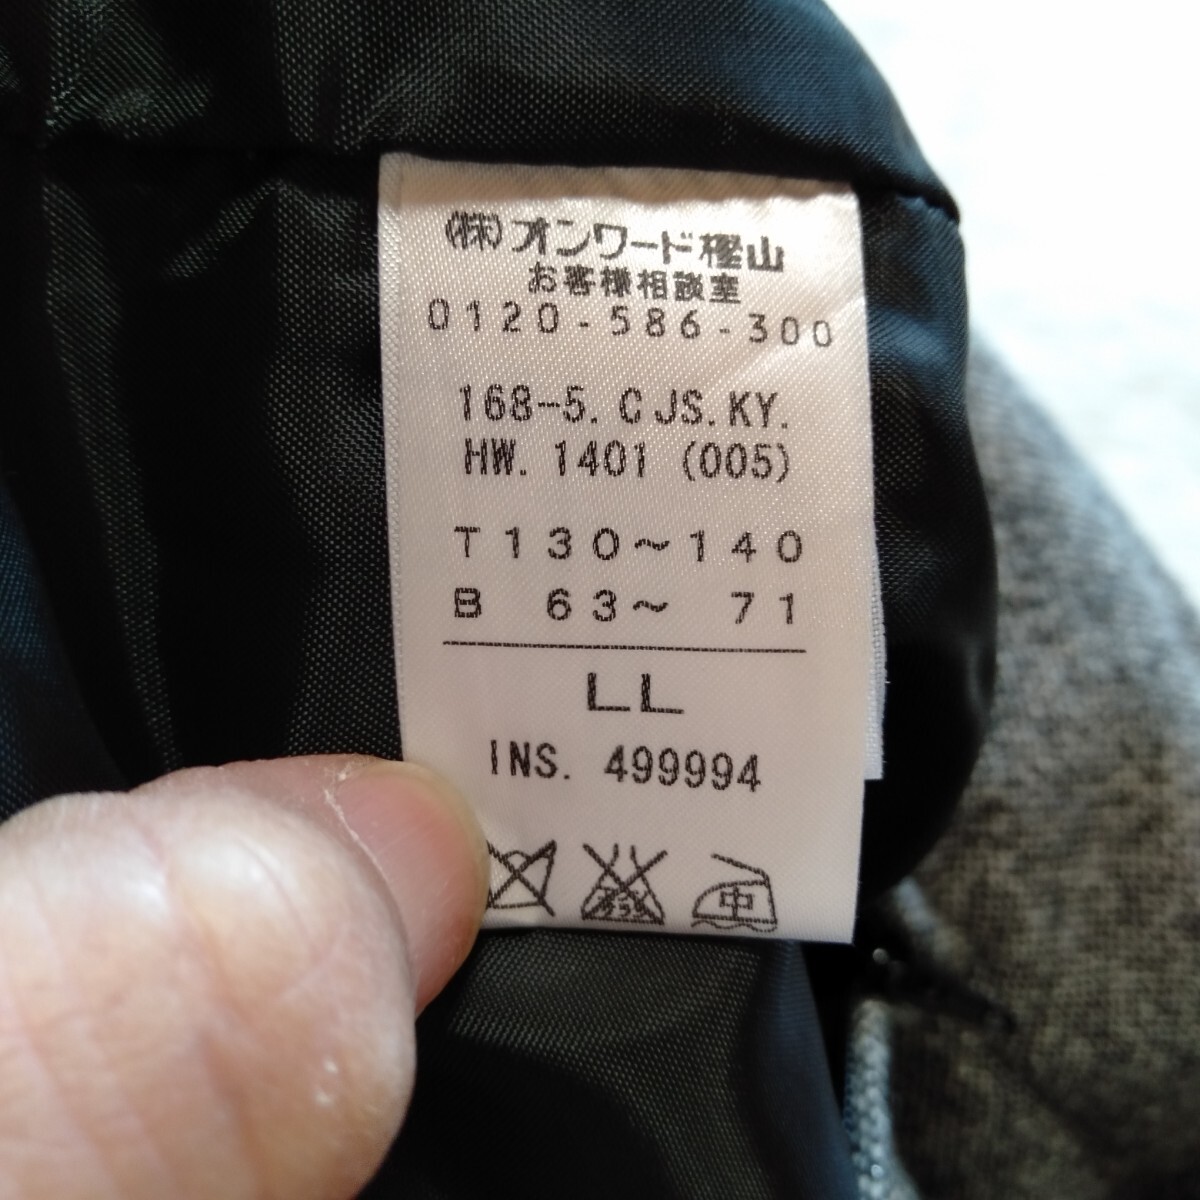 (株)オンワード樫山
お客様相談室
0120-586-300
168-5. C JS. KY.
HW. 1401 (005)
T130～140
B 63～ 71
LL
INS. 499994
中